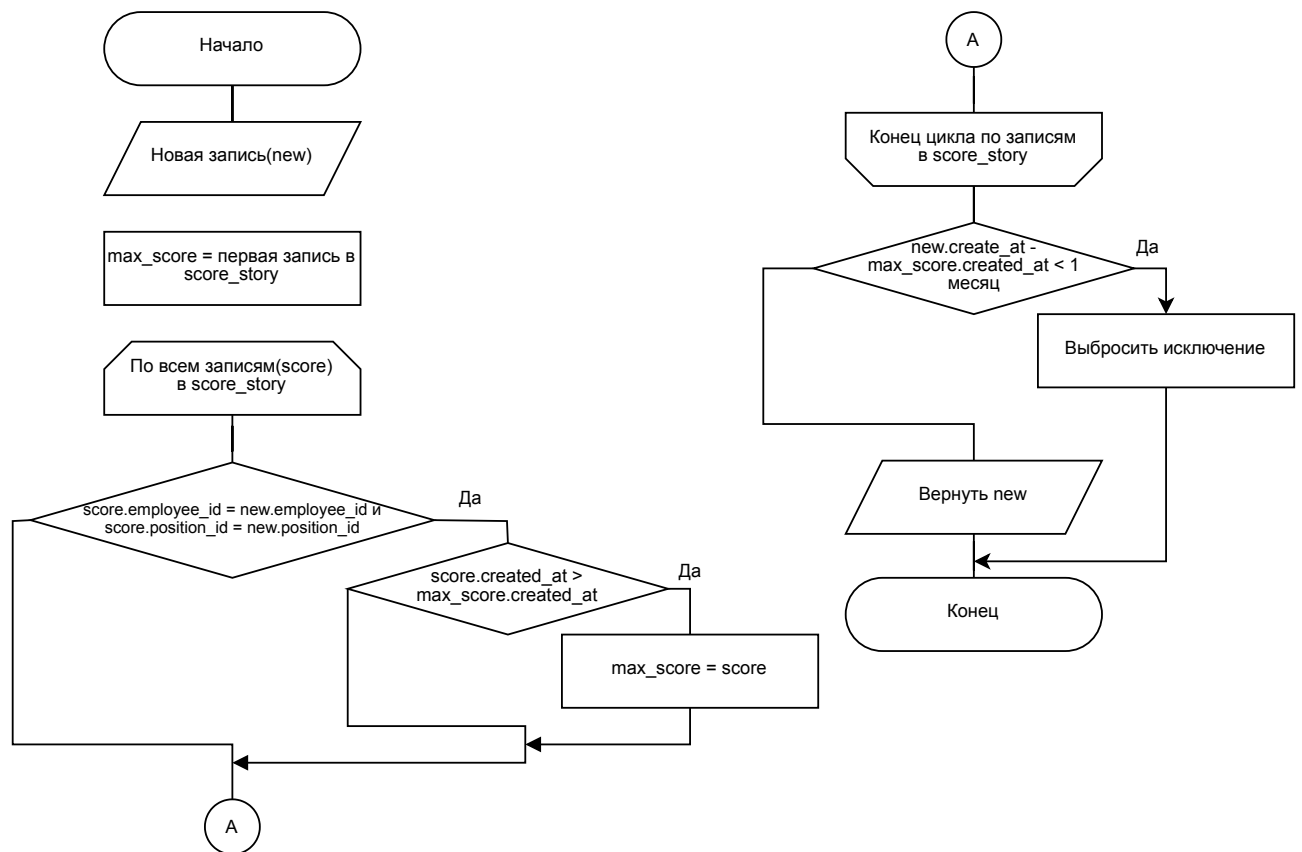 Начало
Новая запись(new)
max_score = первая запись в
score_story
По всем записям(score)
в score_story
score.employee_id = new.employee_id и
score.position_id = new.position_id
Да
score.created_at >
max_score.created_at
Да
max_score = score
A
A
Конец цикла по записям
в score_story
new.create_at -
max_score.created_at < 1
месяц
Да
Выбросить исключение
Вернуть new
Конец